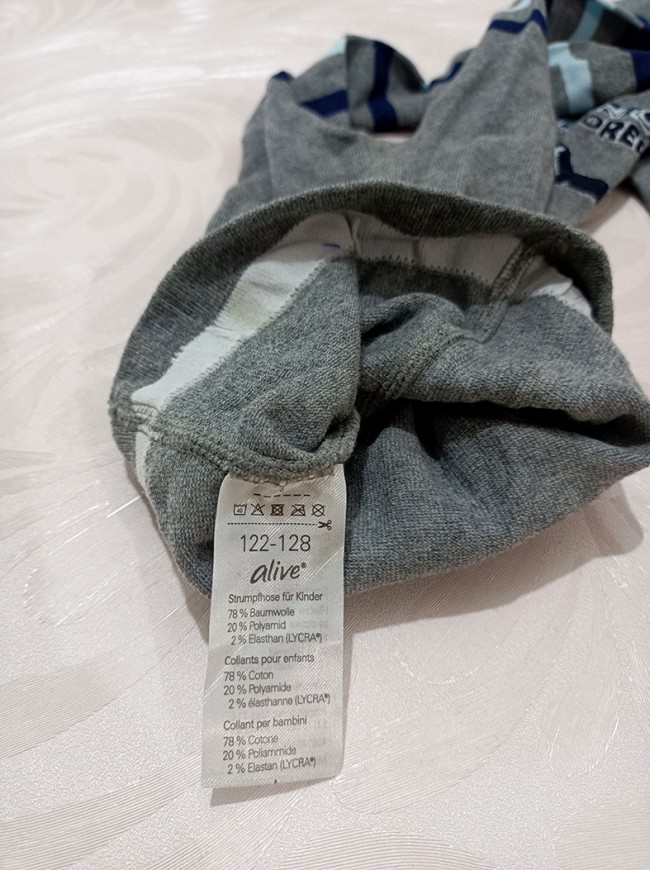 ORE
122-128
alive®
Strumpfhose für Kinder
78 % Baumwolle
20 % Polyamid
2 % Elasthan (LYCRA®)
Collants pour enfants
78 % Coton
20 % Polyamide
2 % élasthanne (LYCRA®)
Collant per bambini
78 % Cotone
20 % Poliammide
2 % Elastan (LYCRA®)